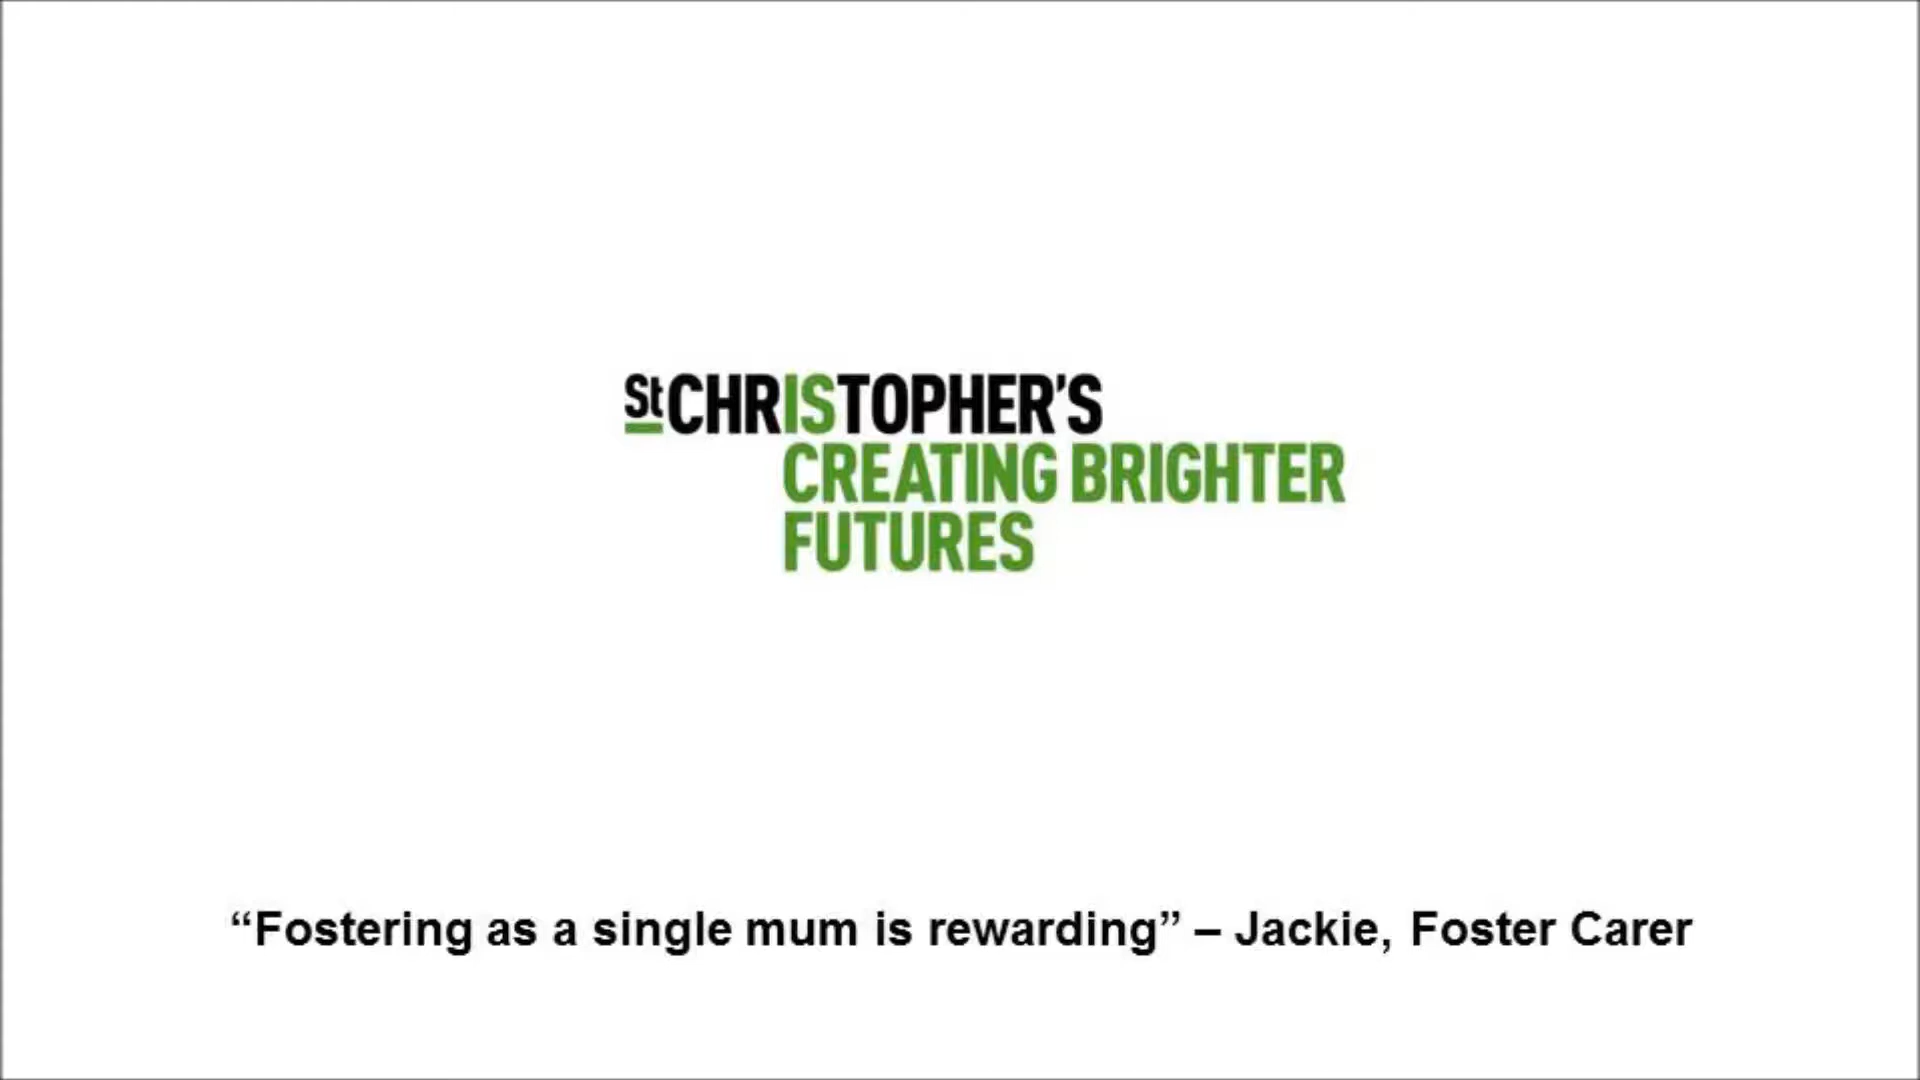 St CHRISTOPHER'S
CREATING BRIGHTER
FUTURES
“Fostering as a single mum is rewarding” – Jackie, Foster Carer